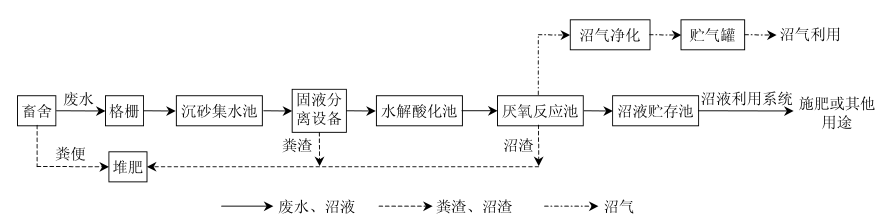 沼气净化
贮气罐
沼气利用
畜舍
废水
格栅
沉砂集水池
固液分
离设备
水解酸化池
厌氧反应池
沼液贮存池
沼液利用系统
施肥或其他
用途
粪便
堆肥
粪渣
沼渣
废水、沼液
粪渣、沼渣
沼气